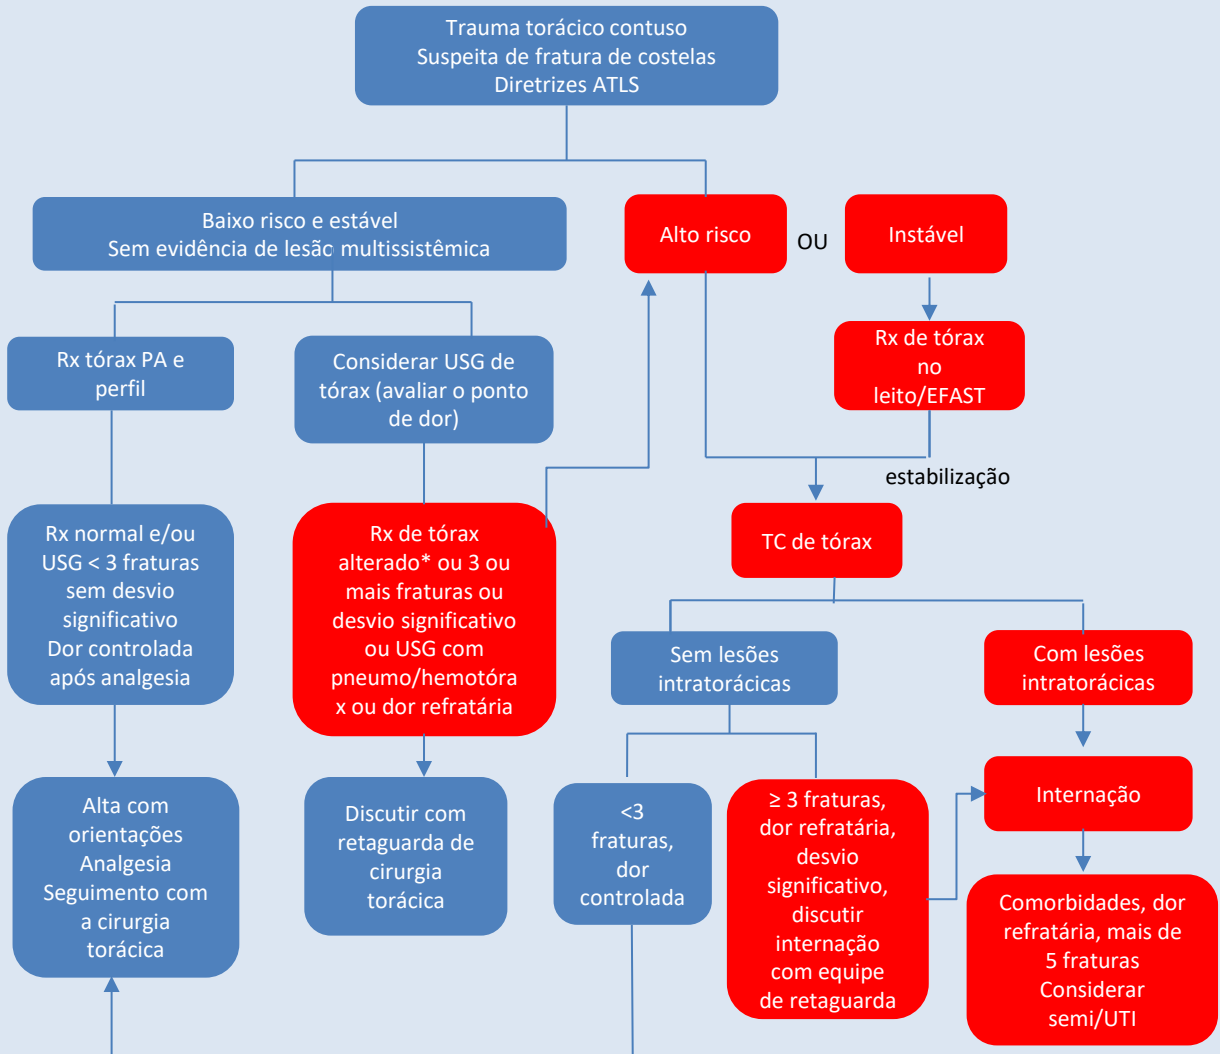 Trauma torácico contuso
Suspeita de fratura de costelas
Diretrizes ATLS
Baixo risco e estável
Sem evidência de lesão multissistêmica
Alto risco
OU
Instável
Rx tórax PA e
perfil
Considerar USG de
tórax (avaliar o ponto
de dor)
Rx de tórax
no
leito/EFAST
estabilização
Rx normal e/ou
USG < 3 fraturas
sem desvio
significativo
Dor controlada
após analgesia
Rx de tórax
alterado* ou 3 ou
mais fraturas ou
desvio significativo
ou USG com
pneumo/hemotóra
x ou dor refratária
TC de tórax
Sem lesões
intratorácicas
Com lesões
intratorácicas
Alta com
orientações
Analgesia
Seguimento com
a cirurgia
torácica
Discutir com
retaguarda de
cirurgia
torácica
<3
fraturas,
dor
controlada
≥ 3 fraturas,
dor refratária,
desvio
significativo,
discutir
internação
com equipe
de retaguarda
Internação
Comorbidades, dor
refratária, mais de
5 fraturas
Considerar
semi/UTI